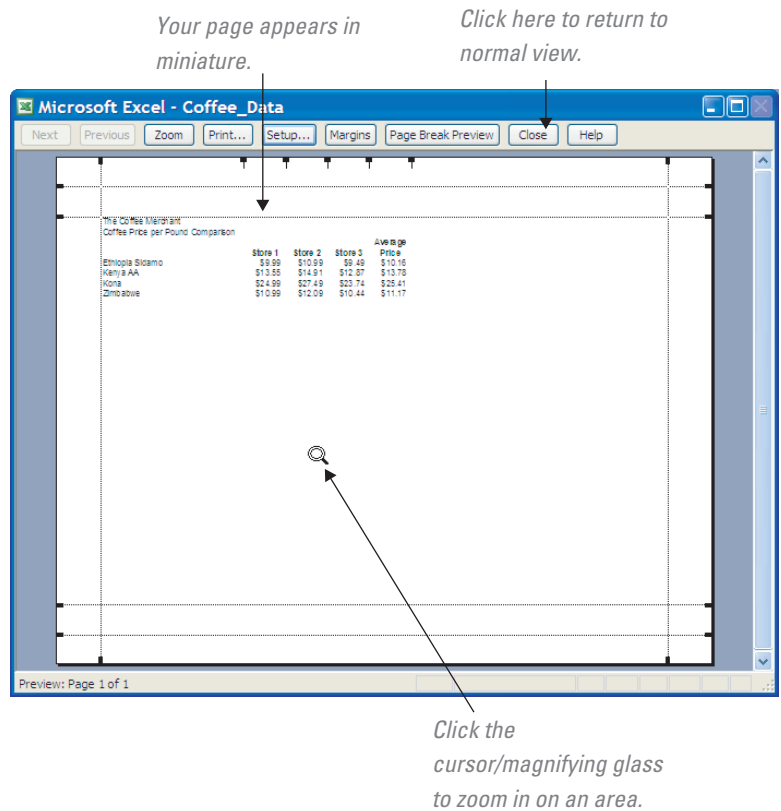 Your page appears in
miniature.
Click here to return to
normal view.
Microsoft Excel - Coffee_Data
Next Previous Zoom Print... Setup... Margins Page Break Preview Close Help
The Coffee Merchant
Coffee Price per Pound Comparison
Average
Store 1 Store 2 Store 3 Price
Ethiopia Sidamo $9.99 $10.99 $9.49 $10.16
Kenya AA $13.55 $14.91 $12.87 $13.78
Kona $24.99 $27.49 $23.74 $25.41
Zimbabwe $10.99 $12.09 $10.44 $11.17
Preview: Page 1 of 1
Click the
cursor/magnifying glass
to zoom in on an area.